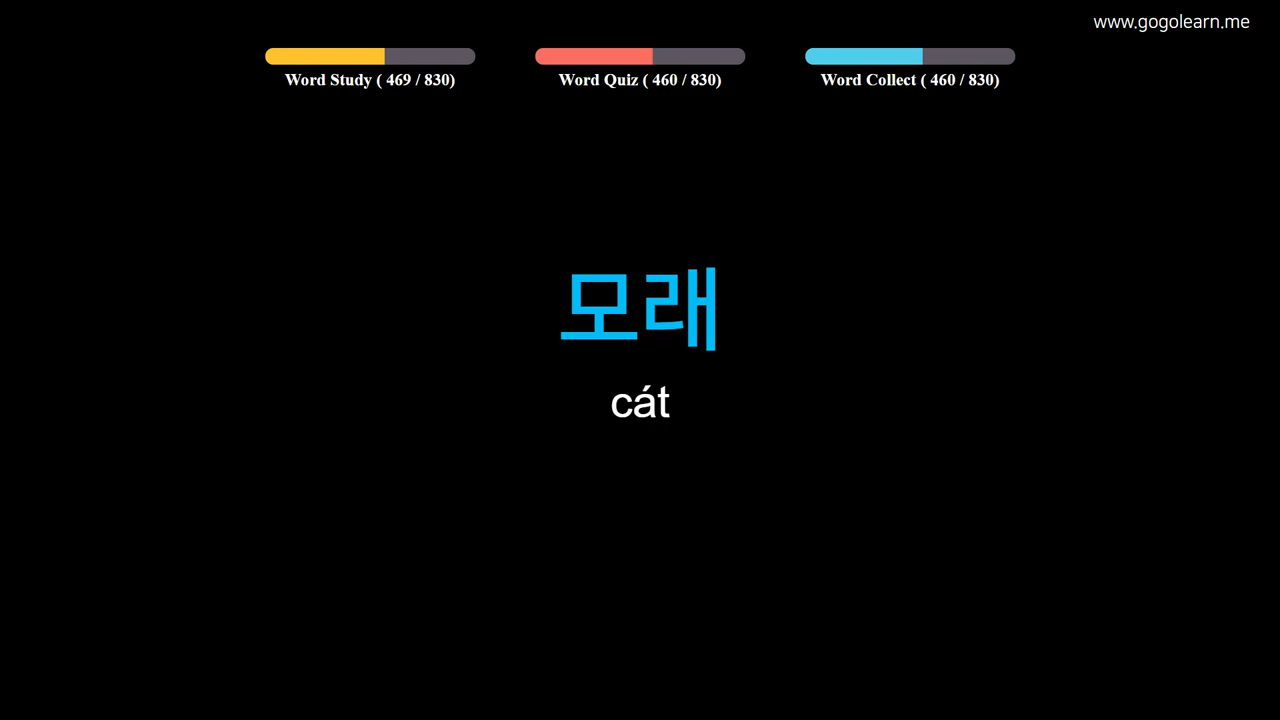 www.gogolearn.me
Word Study ( 469 / 830)
Word Quiz ( 460 / 830)
Word Collect ( 460 / 830)
모래
cát